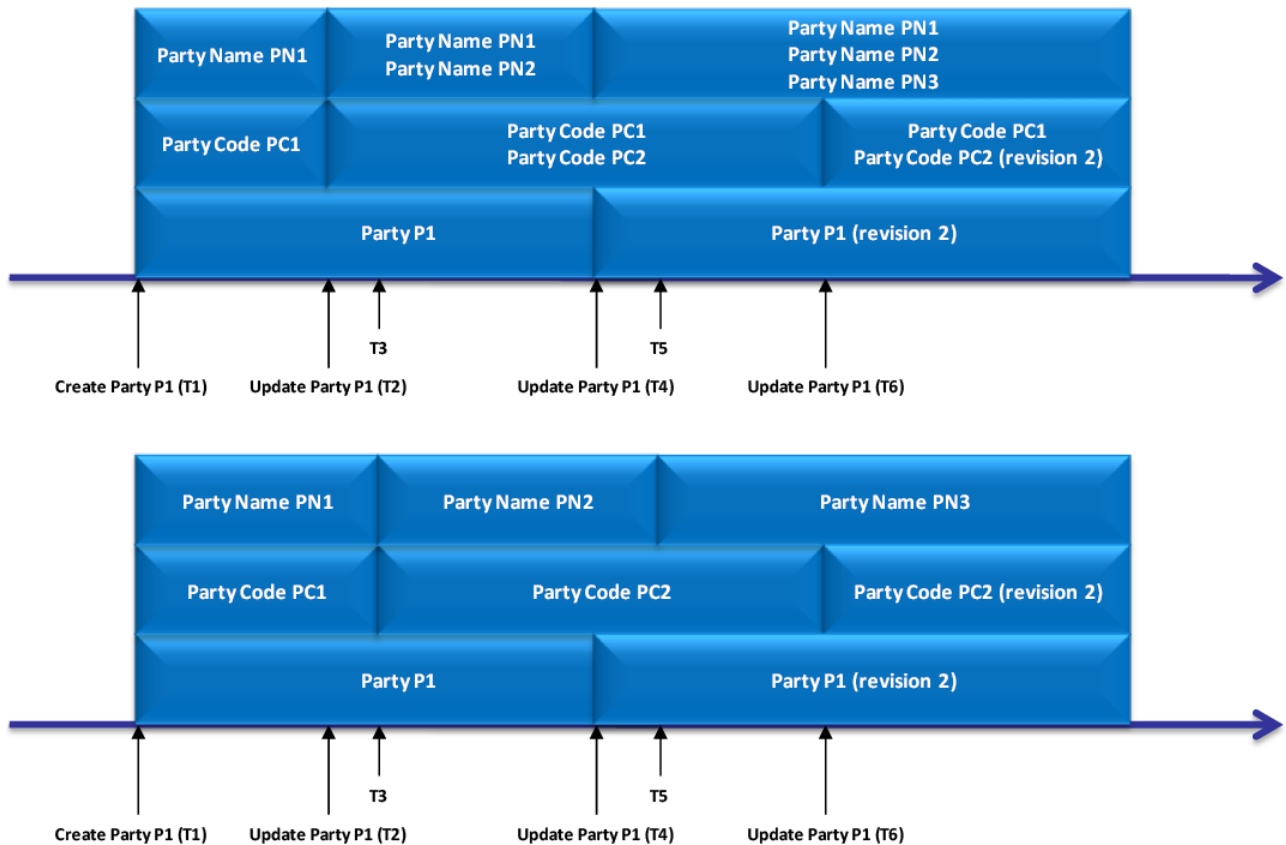 Party Name PN1
Party Name PN1
Party Name PN2
Party Name PN1
Party Name PN2
Party Name PN3
Party Code PC1
Party Code PC1
Party Code PC2
Party Code PC1
Party Code PC2 (revision 2)
Party P1
Party P1 (revision 2)
T3
T5
Create Party P1 (T1)
Update Party P1 (T2)
Update Party P1 (T4)
Update Party P1 (T6)
Party Name PN1
Party Name PN2
Party Name PN3
Party Code PC1
Party Code PC2
Party Code PC2 (revision 2)
Party P1
Party P1 (revision 2)
T3
T5
Create Party P1 (T1)
Update Party P1 (T2)
Update Party P1 (T4)
Update Party P1 (T6)